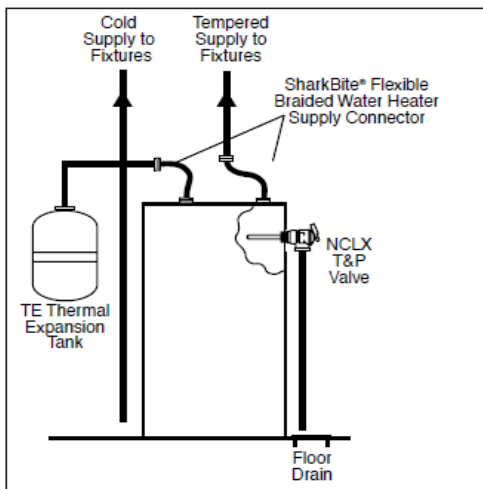 Cold
Supply to
Fixtures
Tempered
Supply to
Fixtures
SharkBite® Flexible
Braided Water Heater
Supply Connector
NCLX
T&P
Valve
TE Thermal
Expansion
Tank
Floor
Drain